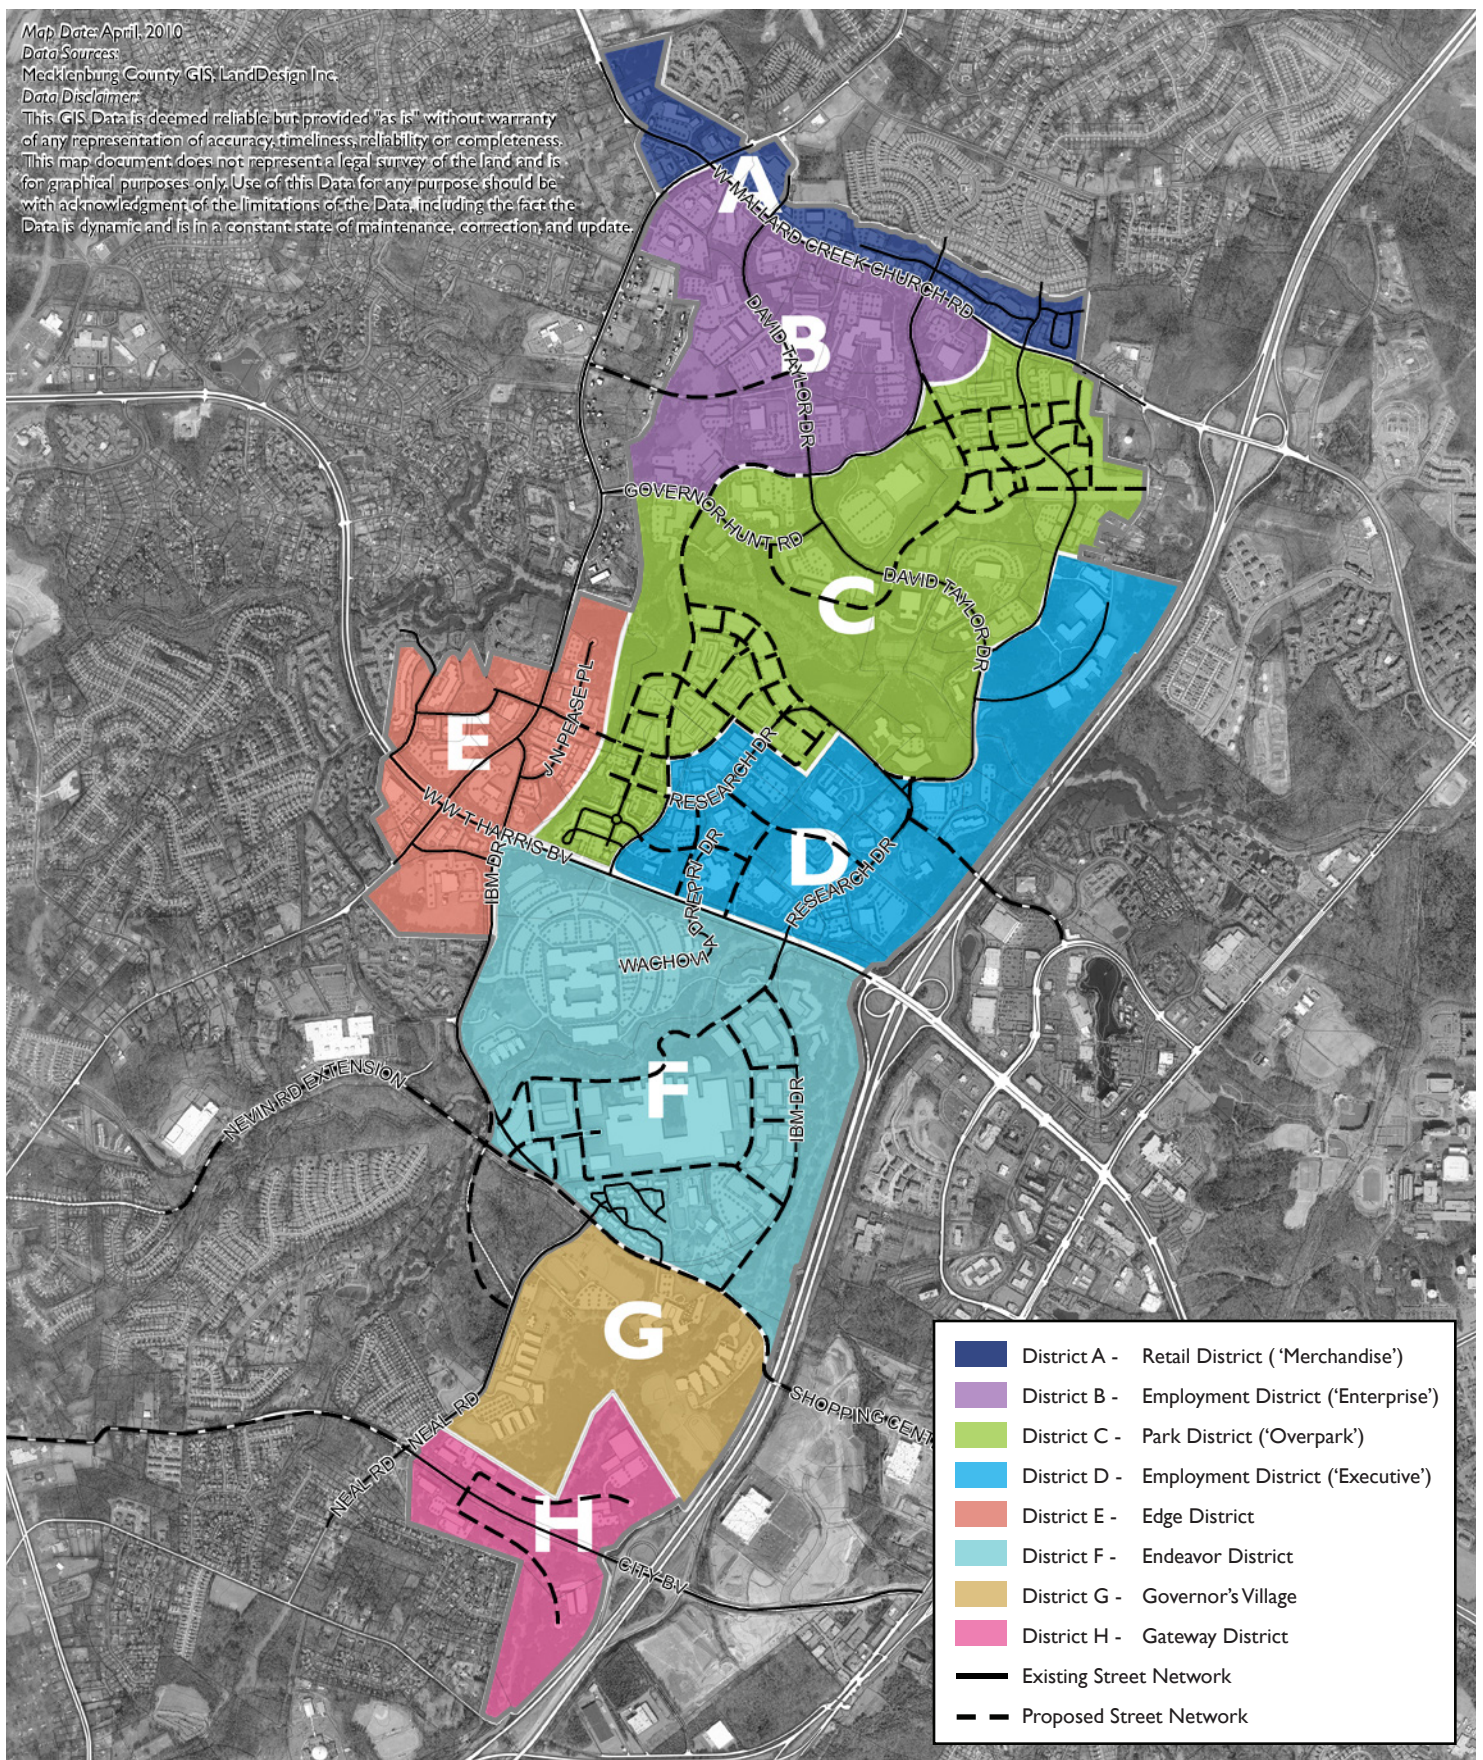 Map Date: April, 2010
Data Sources:
Mecklenburg County GIS, LandDesign Inc.
Data Disclaimer:
This GIS Data is deemed reliable but provided "as is" without warranty
of any representation of accuracy, timeliness, reliability or completeness.
This map document does not represent a legal survey of the land and is
for graphical purposes only. Use of this Data for any purpose should be
with acknowledgment of the limitations of the Data, including the fact the
Data is dynamic and is in a constant state of maintenance, correction, and update.
A
W MALLARD CREEK CHURCH RD
B
DAVID TAYLOR DR
GOVERNOR HUNT RD
C
DAVID TAYLOR DR
E
J N PEASE PL
RESEARCH DR
W W T HARRIS BV
IBM DR
D
RESEARCH DR
WACHOVIA
F
IBM DR
NEVIN RD EXTENSION
G
SHOPPING CENT
NEAL RD
NEAL RD
H
CITY BV
District A - Retail District ( ‘Merchandise’)
District B - Employment District (‘Enterprise’)
District C - Park District (‘Overpark’)
District D - Employment District (‘Executive’)
District E - Edge District
District F - Endeavor District
District G - Governor’s Village
District H - Gateway District
Existing Street Network
Proposed Street Network